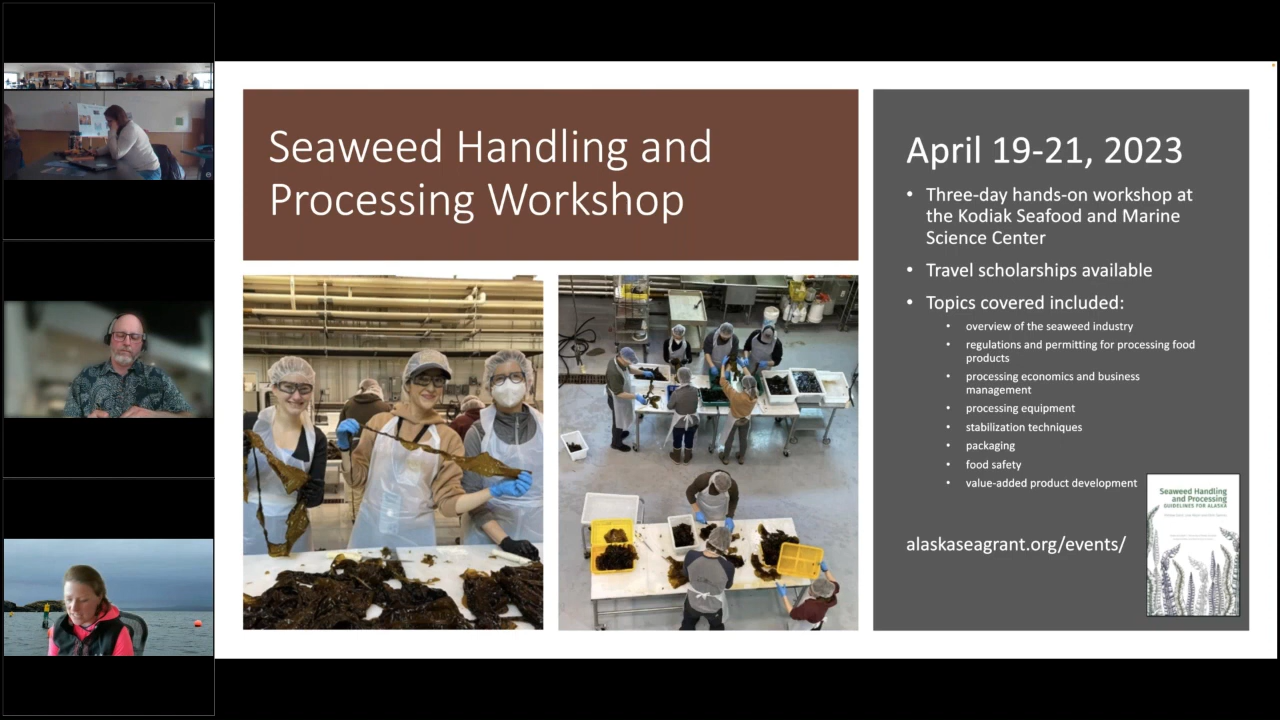 Seaweed Handling and
Processing Workshop
April 19-21, 2023
• Three-day hands-on workshop at
the Kodiak Seafood and Marine
Science Center
• Travel scholarships available
• Topics covered included:
• overview of the seaweed industry
• regulations and permitting for processing food
products
• processing economics and business
management
• processing equipment
• stabilization techniques
• packaging
• food safety
• value-added product development
alaskaseagrant.org/events/
Seaweed Handling
and Processing
GUIDELINES FOR ALASKA